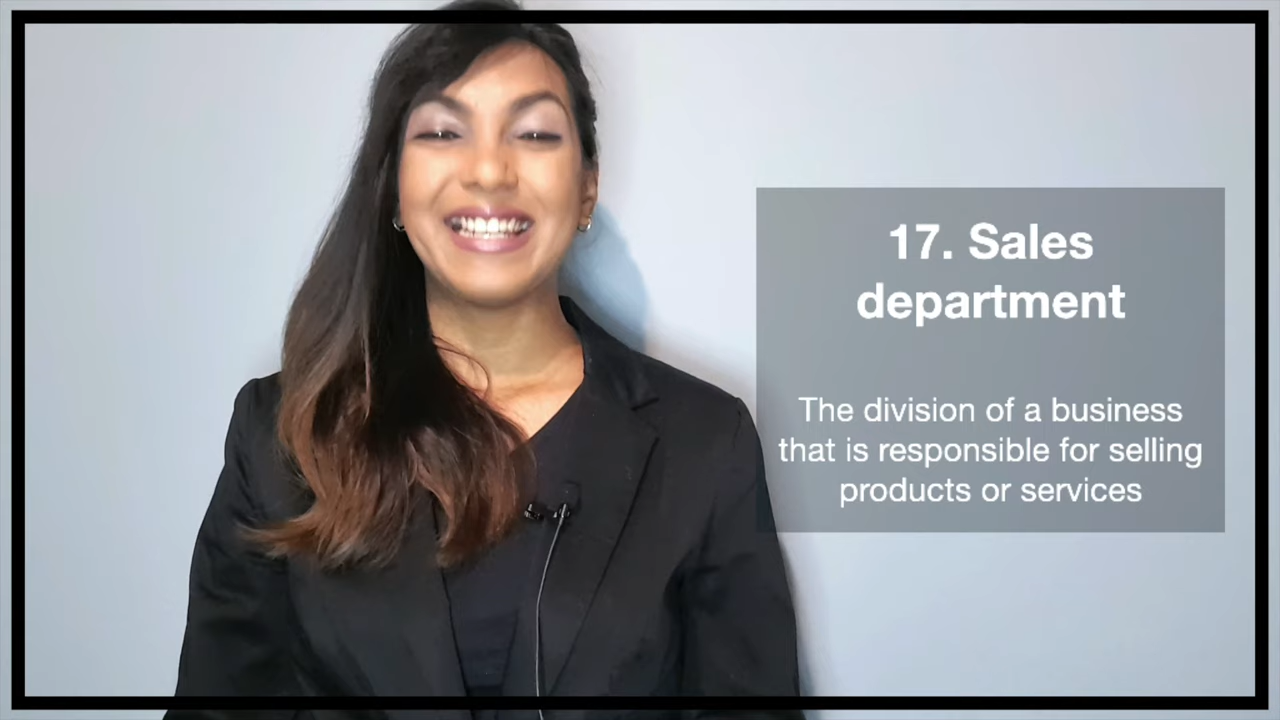 17. Sales
department
The division of a business
that is responsible for selling
products or services